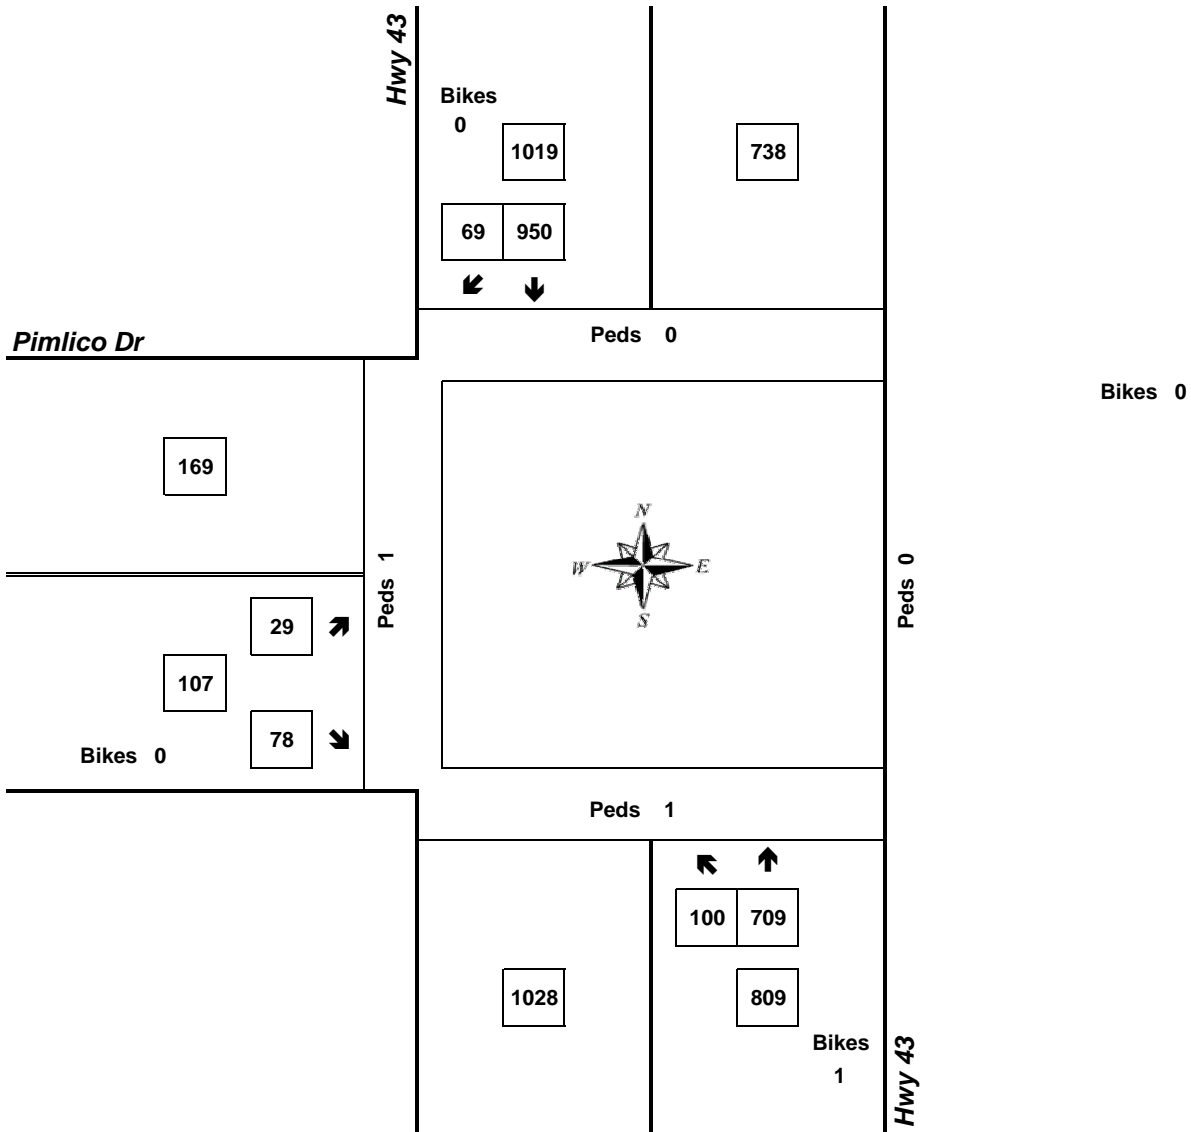 Hwy 43
Bikes
0
1019
738
69 950
Pimlico Dr
Peds 0
Bikes 0
169
N
W E
S
Peds 1
Peds 0
29
107
78
Bikes 0
Peds 1
100 709
1028
809
Bikes
1
Hwy 43